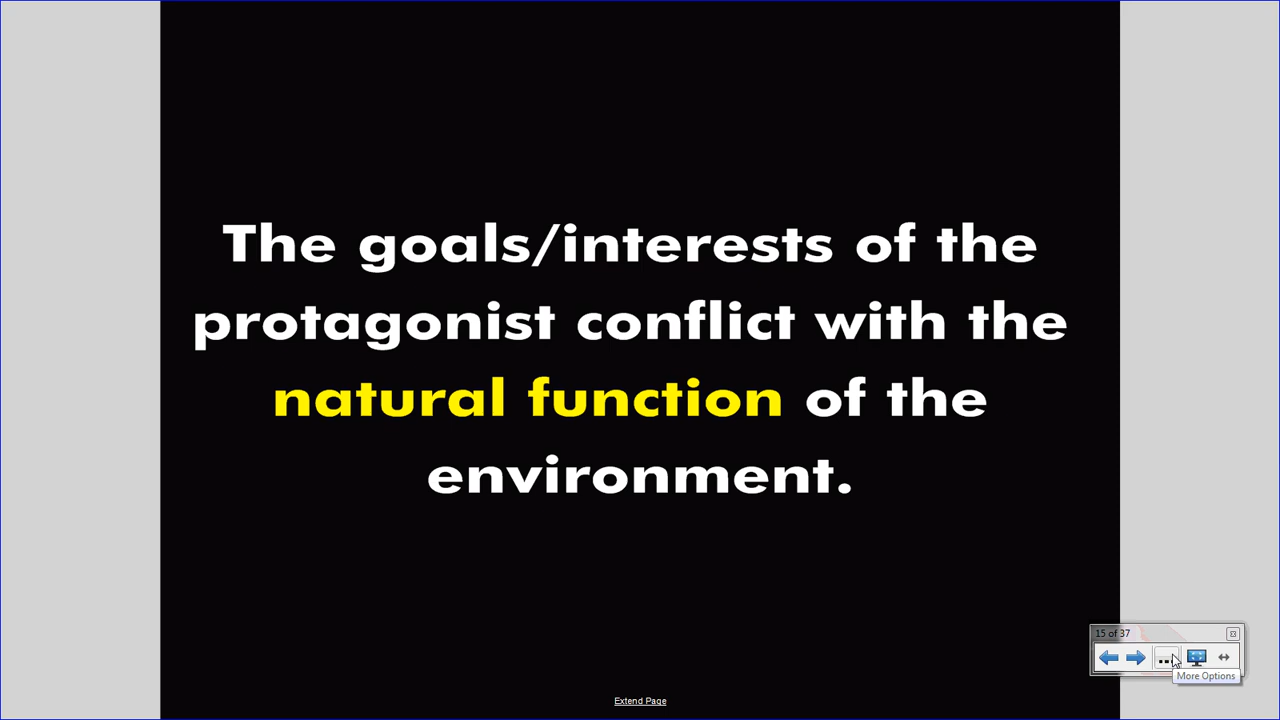 The goals/interests of the
protagonist conflict with the
natural function of the
environment.
15 of 37
More Options
Extend Page